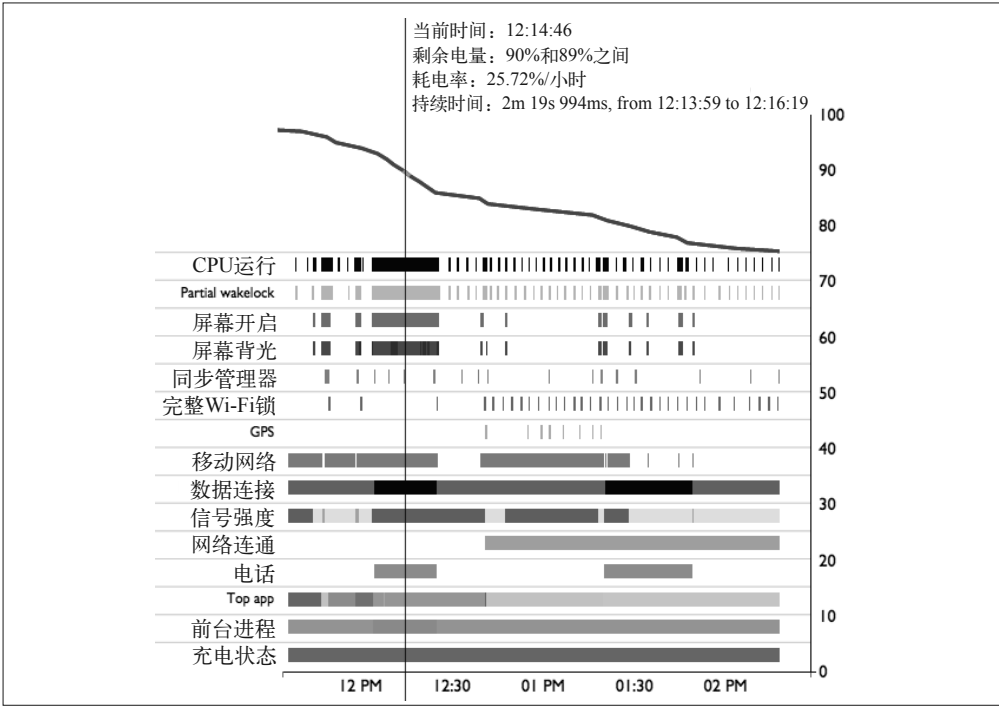 当前时间：12:14:46
剩余电量：90%和89%之间
耗电率：25.72%/小时
持续时间：2m 19s 994ms, from 12:13:59 to 12:16:19
100
90
80
CPU运行
70
Partial wakelock
屏幕开启
60
屏幕背光
同步管理器
50
完整Wi-Fi锁
GPS
40
移动网络
数据连接
30
信号强度
网络连通
20
电话
Top app
10
前台进程
充电状态
0
12 PM
12:30
01 PM
01:30
02 PM